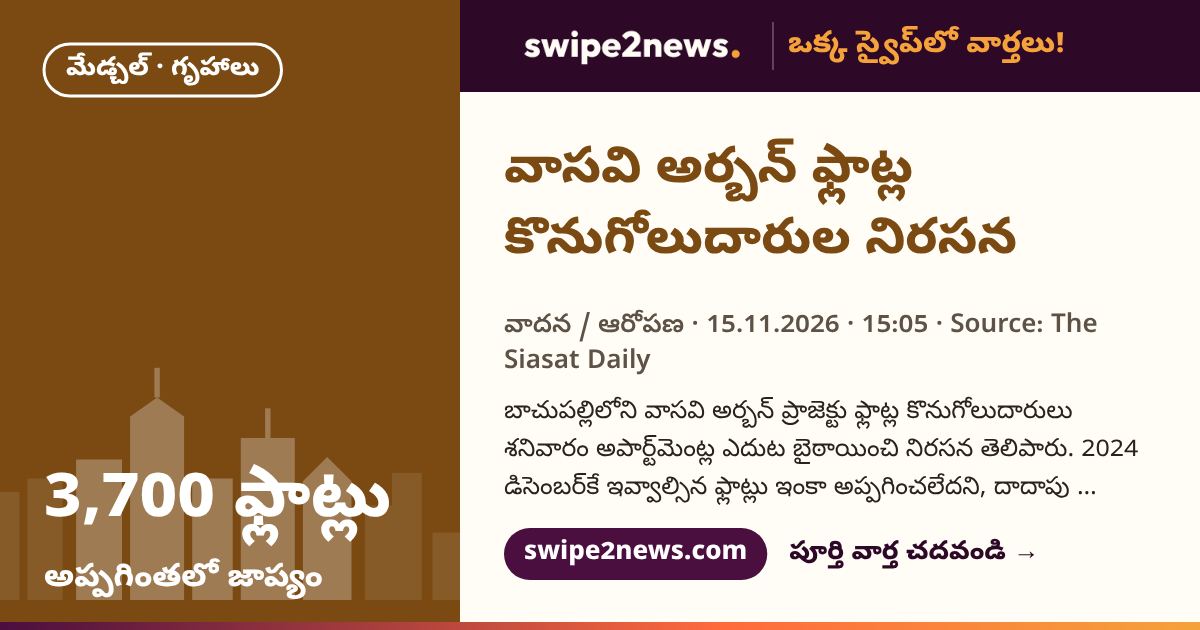 మేడ్చల్ · గృహాలు
3,700 ఫ్లాట్లు
అప్పగింతలో జాప్యం
swipe2news.
ఒక్క స్వైప్‌లో వార్తలు!
వాసవి అర్బన్ ఫ్లాట్ల
కొనుగోలుదారుల నిరసన
వాదన / ఆరోపణ · 15.11.2026 · 15:05 · Source: The
Siasat Daily
బాచుపల్లిలోని వాసవి అర్బన్ ప్రాజెక్టు ఫ్లాట్ల కొనుగోలుదారులు
శనివారం అపార్ట్‌మెంట్ల ఎదుట బైఠాయించి నిరసన తెలిపారు. 2024
డిసెంబర్‌కే ఇవ్వాల్సిన ఫ్లాట్లు ఇంకా అప్పగించలేదని, దాదాపు ...
swipe2news.com
పూర్తి వార్త చదవండి →